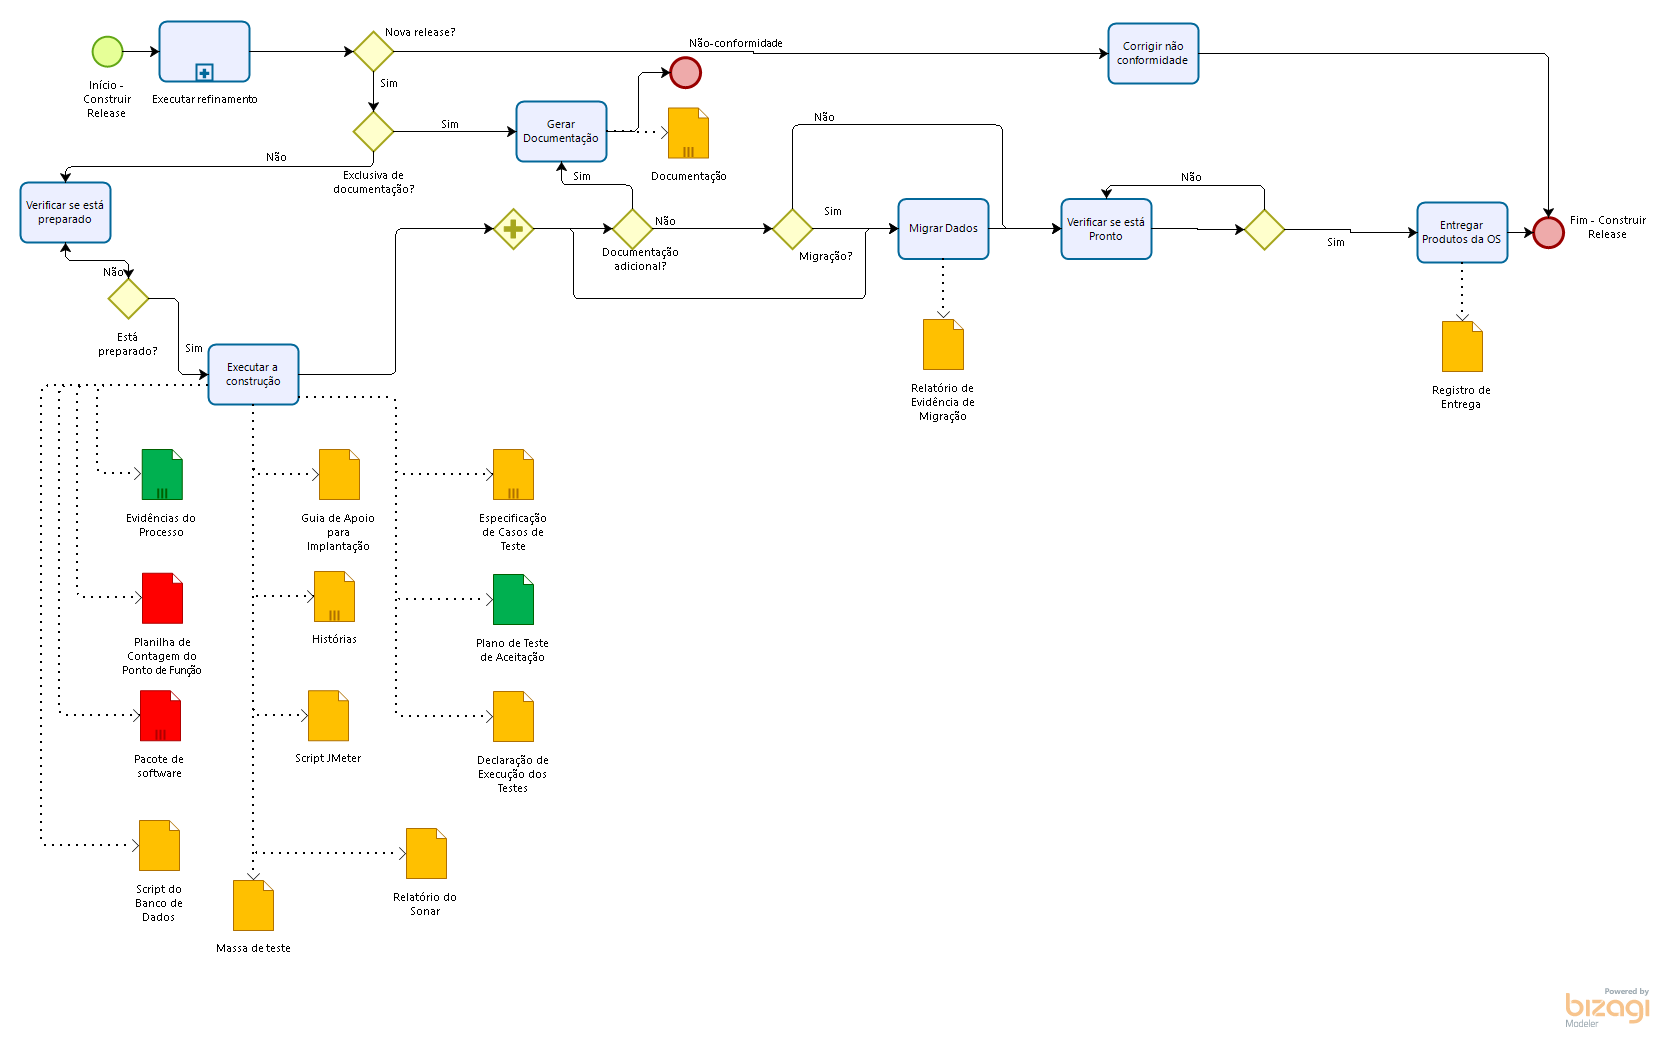 Nova release?
Não-conformidade
Corrigir não
conformidade
Início -
Construir
Release
Executar refinamento
Sim
Gerar
Documentação
Sim
Não
Não
Exclusiva de
documentação?
Documentação
Sim
Verificar se está
preparado
Não
Sim
Não
Documentação
adicional?
Sim
Migração?
Migrar Dados
Verificar se está
Pronto
Não
Sim
Entregar
Produtos da OS
Fim - Construir
Release
Está
preparado?
Sim
Executar a
construção
Relatório de
Evidência de
Migração
Registro de
Entrega
Evidências do
Processo
Guia de Apoio
para
Implantação
Especificação
de Casos de
Teste
Planilha de
Contagem do
Ponto de Função
Histórias
Plano de Teste
de Aceitação
Pacote de
software
Script JMeter
Declaração de
Execução dos
Testes
Script do
Banco de
Dados
Massa de teste
Relatório do
Sonar
Powered by
bizagi
Modeler